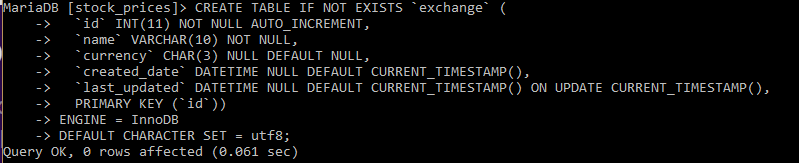 MariaDB [stock_prices]> CREATE TABLE IF NOT EXISTS `exchange` (
    ->   `id` INT(11) NOT NULL AUTO_INCREMENT,
    ->   `name` VARCHAR(10) NOT NULL,
    ->   `currency` CHAR(3) NULL DEFAULT NULL,
    ->   `created_date` DATETIME NULL DEFAULT CURRENT_TIMESTAMP(),
    ->   `last_updated` DATETIME NULL DEFAULT CURRENT_TIMESTAMP() ON UPDATE CURRENT_TIMESTAMP(),
    ->   PRIMARY KEY (`id`))
    -> ENGINE = InnoDB
    -> DEFAULT CHARACTER SET = utf8;
Query OK, 0 rows affected (0.061 sec)